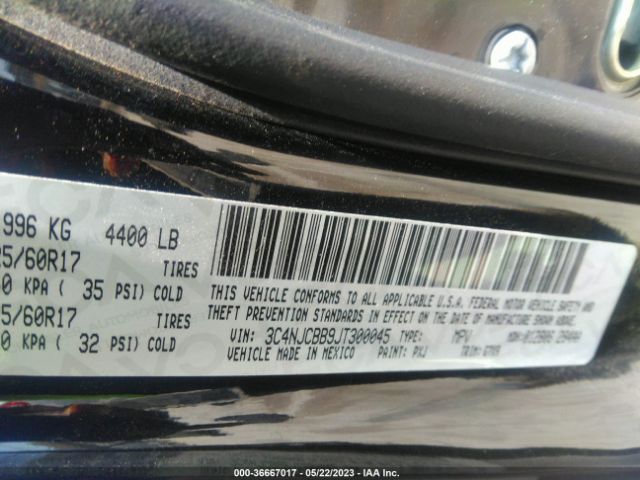 996 KG 4400 LB
5/60R17 TIRES
0 KPA ( 35 PSI) COLD
5/60R17 TIRES
0 KPA ( 32 PSI) COLD
THIS VEHICLE CONFORMS TO ALL APPLICABLE U.S.A. FEDERAL MOTOR VEHICLE SAFETY AND
THEFT PREVENTION STANDARDS IN EFFECT ON THE DATE OF MANUFACTURE SHOWN ABOVE.
VIN: 3C4NJCBB9JT300045 TYPE: MPV
VEHICLE MADE IN MEXICO PAINT: PXJ TRIM:
000-36667017 - 05/22/2023 - IAA Inc.